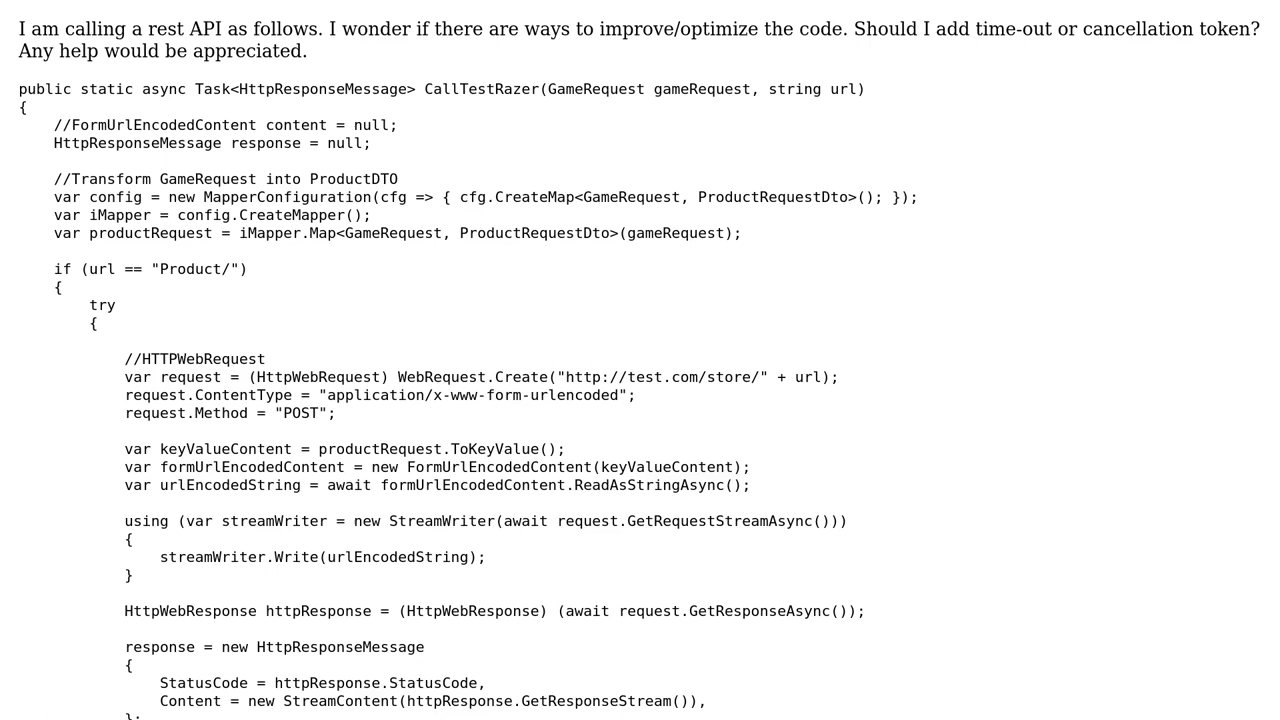 I am calling a rest API as follows. I wonder if there are ways to improve/optimize the code. Should I add time-out or cancellation token?
Any help would be appreciated.
public static async Task<HttpResponseMessage> CallTestRazer(GameRequest gameRequest, string url)
{
    //FormUrlEncodedContent content = null;
    HttpResponseMessage response = null;

    //Transform GameRequest into ProductDTO
    var config = new MapperConfiguration(cfg => { cfg.CreateMap<GameRequest, ProductRequestDto>(); });
    var iMapper = config.CreateMapper();
    var productRequest = iMapper.Map<GameRequest, ProductRequestDto>(gameRequest);

    if (url == "Product/")
    {
        try
        {

            //HTTPWebRequest
            var request = (HttpWebRequest) WebRequest.Create("http://test.com/store/" + url);
            request.ContentType = "application/x-www-form-urlencoded";
            request.Method = "POST";

            var keyValueContent = productRequest.ToKeyValue();
            var formUrlEncodedContent = new FormUrlEncodedContent(keyValueContent);
            var urlEncodedString = await formUrlEncodedContent.ReadAsStringAsync();

            using (var streamWriter = new StreamWriter(await request.GetRequestStreamAsync()))
            {
                streamWriter.Write(urlEncodedString);
            }

            HttpWebResponse httpResponse = (HttpWebResponse) (await request.GetResponseAsync());

            response = new HttpResponseMessage
            {
                StatusCode = httpResponse.StatusCode,
                Content = new StreamContent(httpResponse.GetResponseStream()),
            };